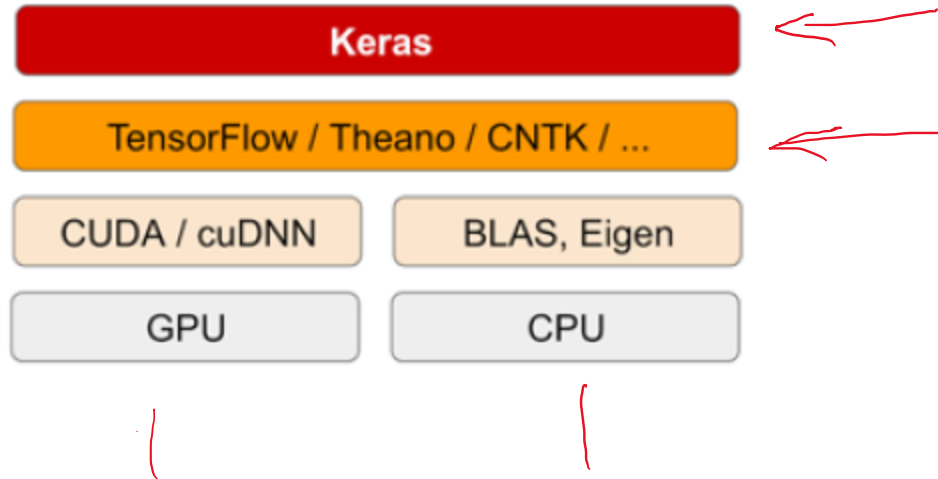 Keras
TensorFlow / Theano / CNTK / ...
CUDA / cuDNN
BLAS, Eigen
GPU
CPU